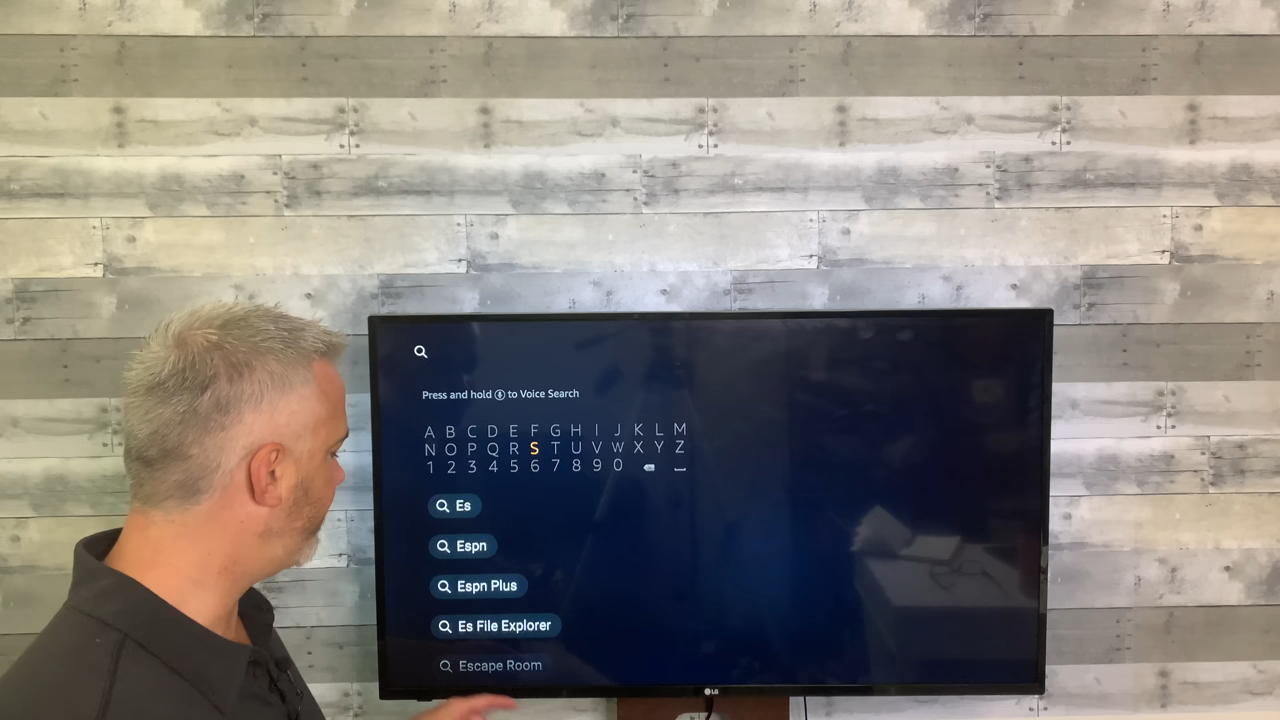 Press and hold to Voice Search
A B C D E F G H I J K L M
N O P Q R S T U V W X Y Z
1 2 3 4 5 6 7 8 9 0
Es
Espn
Espn Plus
Es File Explorer
Escape Room
LG